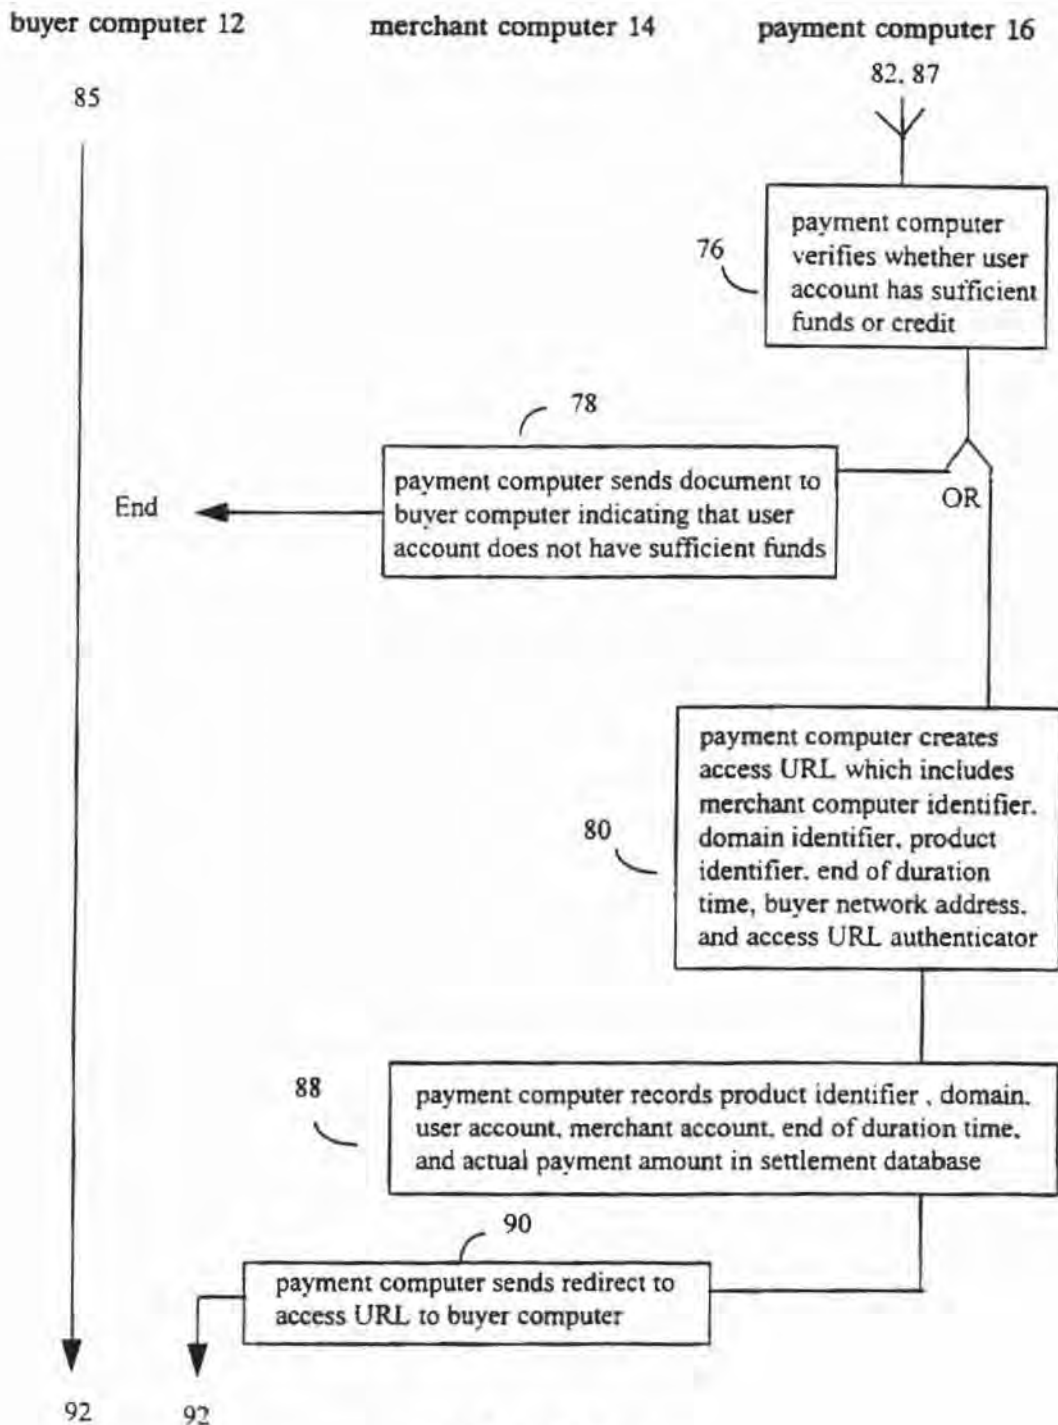 buyer computer 12
merchant computer 14
payment computer 16
82, 87
85
payment computer
verifies whether user
account has sufficient
funds or credit
76
78
payment computer sends document to
buyer computer indicating that user
account does not have sufficient funds
End
OR
payment computer creates
access URL which includes
merchant computer identifier,
domain identifier, product
identifier, end of duration
time, buyer network address,
and access URL authenticator
80
88
payment computer records product identifier , domain,
user account, merchant account, end of duration time,
and actual payment amount in settlement database
90
payment computer sends redirect to
access URL to buyer computer
92
92